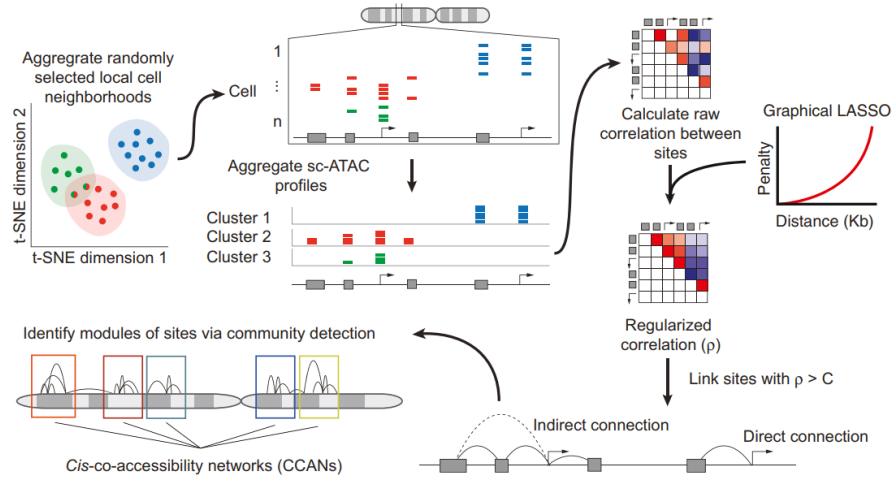 Aggregrate randomly
selected local cell
neighborhoods
t-SNE dimension 2
t-SNE dimension 1
Cell
1
⋮
n
Aggregate sc-ATAC
profiles
Cluster 1
Cluster 2
Cluster 3
Calculate raw
correlation between
sites
Graphical LASSO
Penalty
Distance (Kb)
Regularized
correlation (ρ)
Link sites with ρ > C
Indirect connection
Direct connection
Identify modules of sites via community detection
Cis-co-accessibility networks (CCANs)